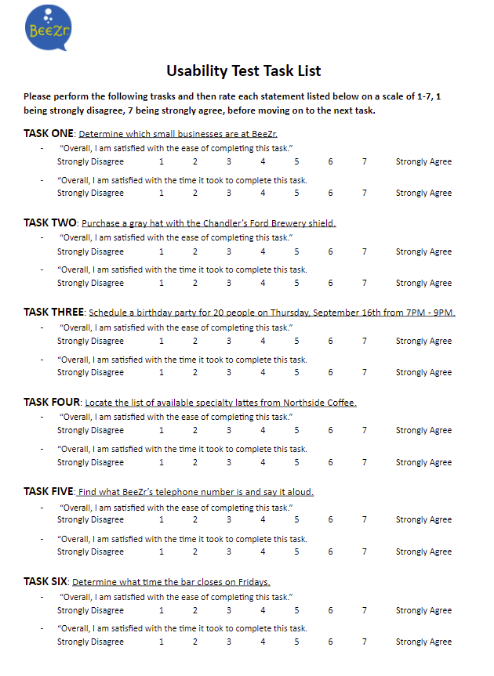 BeeZr
Usability Test Task List
Please perform the following trasks and then rate each statement listed below on a scale of 1-7, 1
being strongly disagree, 7 being strongly agree, before moving on to the next task.
TASK ONE: Determine which small businesses are at BeeZr.
- "Overall, I am satisfied with the ease of completing this task."
Strongly Disagree 1 2 3 4 5 6 7 Strongly Agree
- "Overall, I am satisfied with the time it took to complete this task.
Strongly Disagree 1 2 3 4 5 6 7 Strongly Agree
TASK TWO: Purchase a gray hat with the Chandler's Ford Brewery shield.
- "Overall, I am satisfied with the ease of completing this task."
Strongly Disagree 1 2 3 4 5 6 7 Strongly Agree
- "Overall, I am satisfied with the time it took to complete this task.
Strongly Disagree 1 2 3 4 5 6 7 Strongly Agree
TASK THREE: Schedule a birthday party for 20 people on Thursday, September 16th from 7PM - 9PM.
- "Overall, I am satisfied with the ease of completing this task."
Strongly Disagree 1 2 3 4 5 6 7 Strongly Agree
- "Overall, I am satisfied with the time it took to complete this task.
Strongly Disagree 1 2 3 4 5 6 7 Strongly Agree
TASK FOUR: Locate the list of available specialty lattes from Northside Coffee.
- "Overall, I am satisfied with the ease of completing this task."
Strongly Disagree 1 2 3 4 5 6 7 Strongly Agree
- "Overall, I am satisfied with the time it took to complete this task.
Strongly Disagree 1 2 3 4 5 6 7 Strongly Agree
TASK FIVE: Find what BeeZr's telephone number is and say it aloud.
- "Overall, I am satisfied with the ease of completing this task."
Strongly Disagree 1 2 3 4 5 6 7 Strongly Agree
- "Overall, I am satisfied with the time it took to complete this task.
Strongly Disagree 1 2 3 4 5 6 7 Strongly Agree
TASK SIX: Determine what time the bar closes on Fridays.
- "Overall, I am satisfied with the ease of completing this task."
Strongly Disagree 1 2 3 4 5 6 7 Strongly Agree
- "Overall, I am satisfied with the time it took to complete this task.
Strongly Disagree 1 2 3 4 5 6 7 Strongly Agree